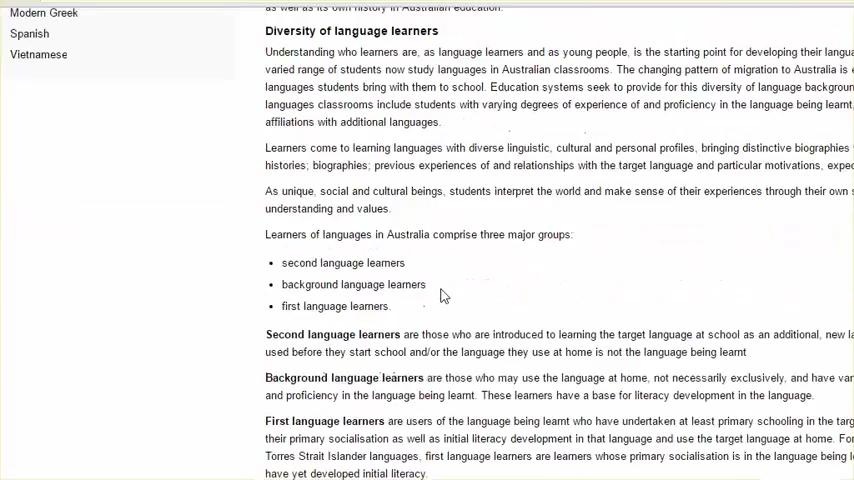 as well as its own history in Australian education.
Modern Greek
Spanish
Vietnamese
Diversity of language learners
Understanding who learners are, as language learners and as young people, is the starting point for developing their
varied range of students now study languages in Australian classrooms. The changing pattern of migration to Australia is
languages students bring with them to school. Education systems seek to provide for this diversity of language
languages classrooms include students with varying degrees of experience of and proficiency in the language being learnt,
affiliations with additional languages.
Learners come to learning languages with diverse linguistic, cultural and personal profiles, bringing distinctive biographies
histories; biographies; previous experiences of and relationships with the target language and particular motivations,
As unique, social and cultural beings, students interpret the world and make sense of their experiences through their own
understanding and values.
Learners of languages in Australia comprise three major groups:
• second language learners
• background language learners
• first language learners.
Second language learners are those who are introduced to learning the target language at school as an additional, new
used before they start school and/or the language they use at home is not the language being learnt
Background language learners are those who may use the language at home, not necessarily exclusively, and have
and proficiency in the language being learnt. These learners have a base for literacy development in the language.
First language learners are users of the language being learnt who have undertaken at least primary schooling in the
their primary socialisation as well as initial literacy development in that language and use the target language at home. For
Torres Strait Islander languages, first language learners are learners whose primary socialisation is in the language being
have yet developed initial literacy.